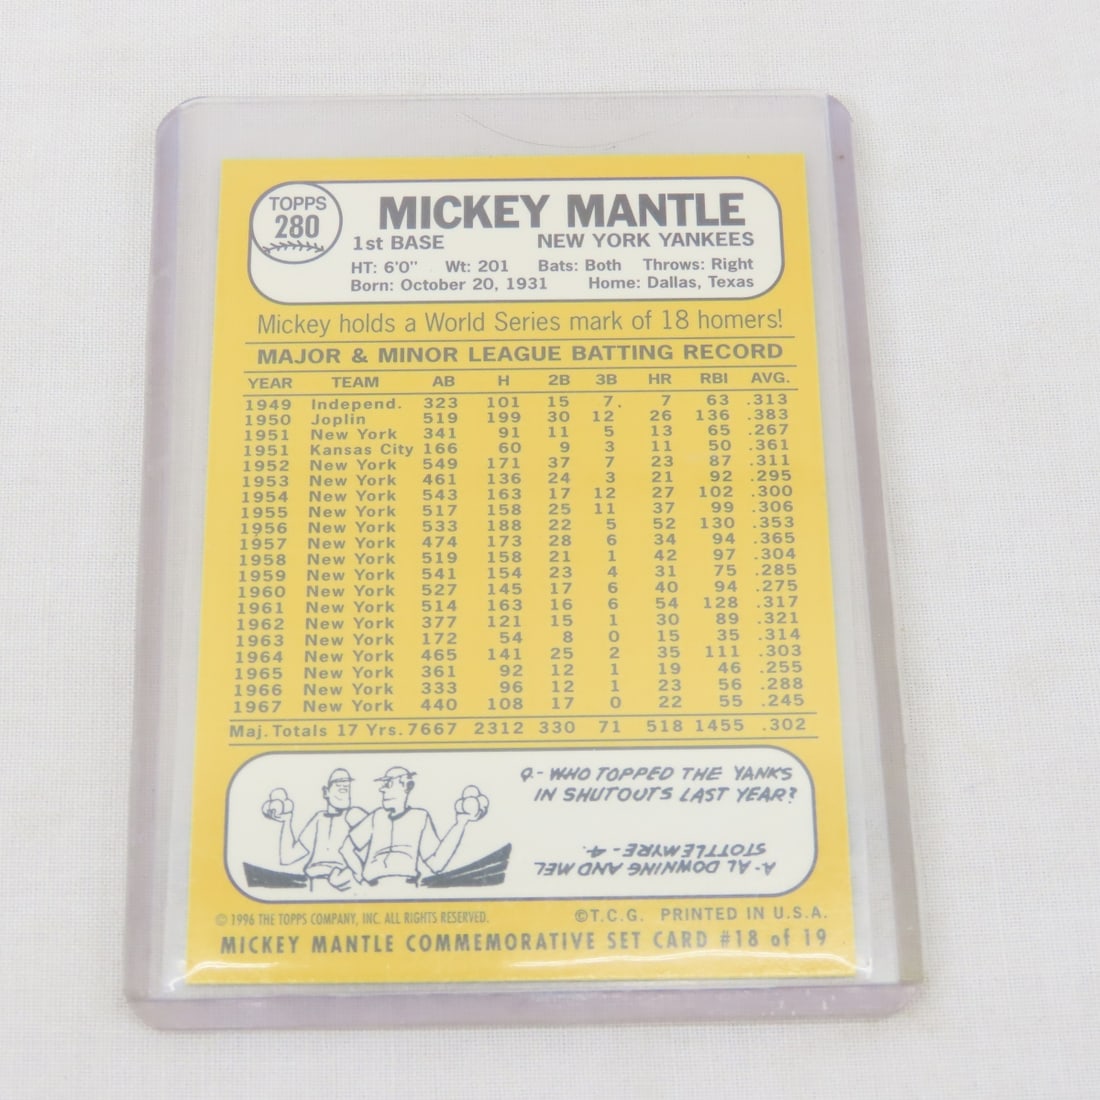 TOPPS
280
MICKEY MANTLE
1st BASE NEW YORK YANKEES
HT: 6'0" Wt: 201 Bats: Both Throws: Right
Born: October 20, 1931 Home: Dallas, Texas
Mickey holds a World Series mark of 18 homers!
MAJOR & MINOR LEAGUE BATTING RECORD
YEAR TEAM AB H 2B 3B HR RBI AVG.
1949 Independ. 323 101 15 7 7 63 .313
1950 Joplin 519 199 30 12 26 136 .383
1951 New York 341 91 11 5 13 65 .267
1951 Kansas City 166 60 9 3 11 50 .361
1952 New York 549 171 37 7 23 87 .311
1953 New York 461 136 24 3 21 92 .295
1954 New York 543 163 17 12 27 102 .300
1955 New York 517 158 25 11 37 99 .306
1956 New York 533 188 22 5 52 130 .353
1957 New York 474 173 28 6 34 94 .365
1958 New York 519 158 21 1 42 97 .304
1959 New York 541 154 23 4 31 75 .285
1960 New York 527 145 17 6 40 94 .275
1961 New York 514 163 16 6 54 128 .317
1962 New York 377 121 15 1 30 89 .321
1963 New York 172 54 8 0 15 35 .314
1964 New York 465 141 25 2 35 111 .303
1965 New York 361 92 12 1 19 46 .255
1966 New York 333 96 12 1 23 56 .288
1967 New York 440 108 17 0 22 55 .245
Maj. Totals 17 Yrs. 7667 2312 330 71 518 1455 .302
Q.- WHO TOPPED THE YANKS
IN SHUTOUTS LAST YEAR?
A- AL DOWNING AND MEL
STOTTLEMYRE - 4.
© 1996 THE TOPPS COMPANY, INC. ALL RIGHTS RESERVED. ©T.C.G. PRINTED IN U.S.A.
MICKEY MANTLE COMMEMORATIVE SET CARD #18 of 19